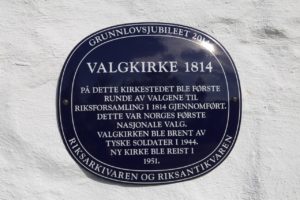 GRUNNLOVSJUBILEET 2014
VALGKIRKE 1814
PÅ DETTE KIRKESTEDET BLE FØRSTE
RUNDE AV VALGENE TIL
RIKSFORSAMLING I 1814 GJENNOMFØRT.
DETTE VAR NORGES FØRSTE
NASJONALE VALG.
VALGKIRKEN BLE BRENT AV
TYSKE SOLDATER I 1944.
NY KIRKE BLE REIST I
1951.
RIKSARKIVAREN OG RIKSANTIKVAREN